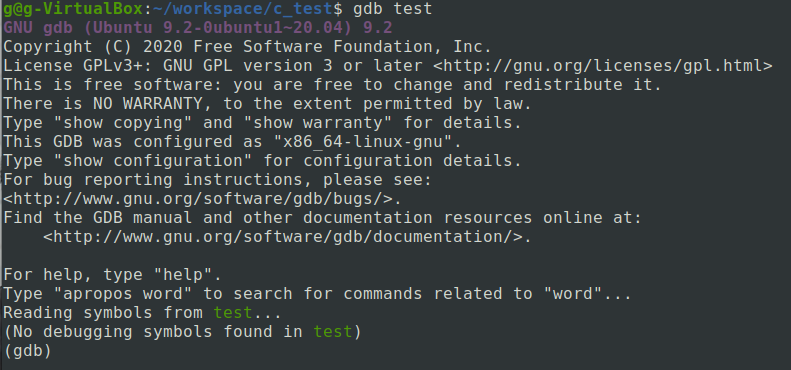 g@g-VirtualBox:~/workspace/c_test$ gdb test
GNU gdb (Ubuntu 9.2-0ubuntu1~20.04) 9.2
Copyright (C) 2020 Free Software Foundation, Inc.
License GPLv3+: GNU GPL version 3 or later <http://gnu.org/licenses/gpl.html>
This is free software: you are free to change and redistribute it.
There is NO WARRANTY, to the extent permitted by law.
Type "show copying" and "show warranty" for details.
This GDB was configured as "x86_64-linux-gnu".
Type "show configuration" for configuration details.
For bug reporting instructions, please see:
<http://www.gnu.org/software/gdb/bugs/>.
Find the GDB manual and other documentation resources online at:
    <http://www.gnu.org/software/gdb/documentation/>.

For help, type "help".
Type "apropos word" to search for commands related to "word"...
Reading symbols from test...
(No debugging symbols found in test)
(gdb)